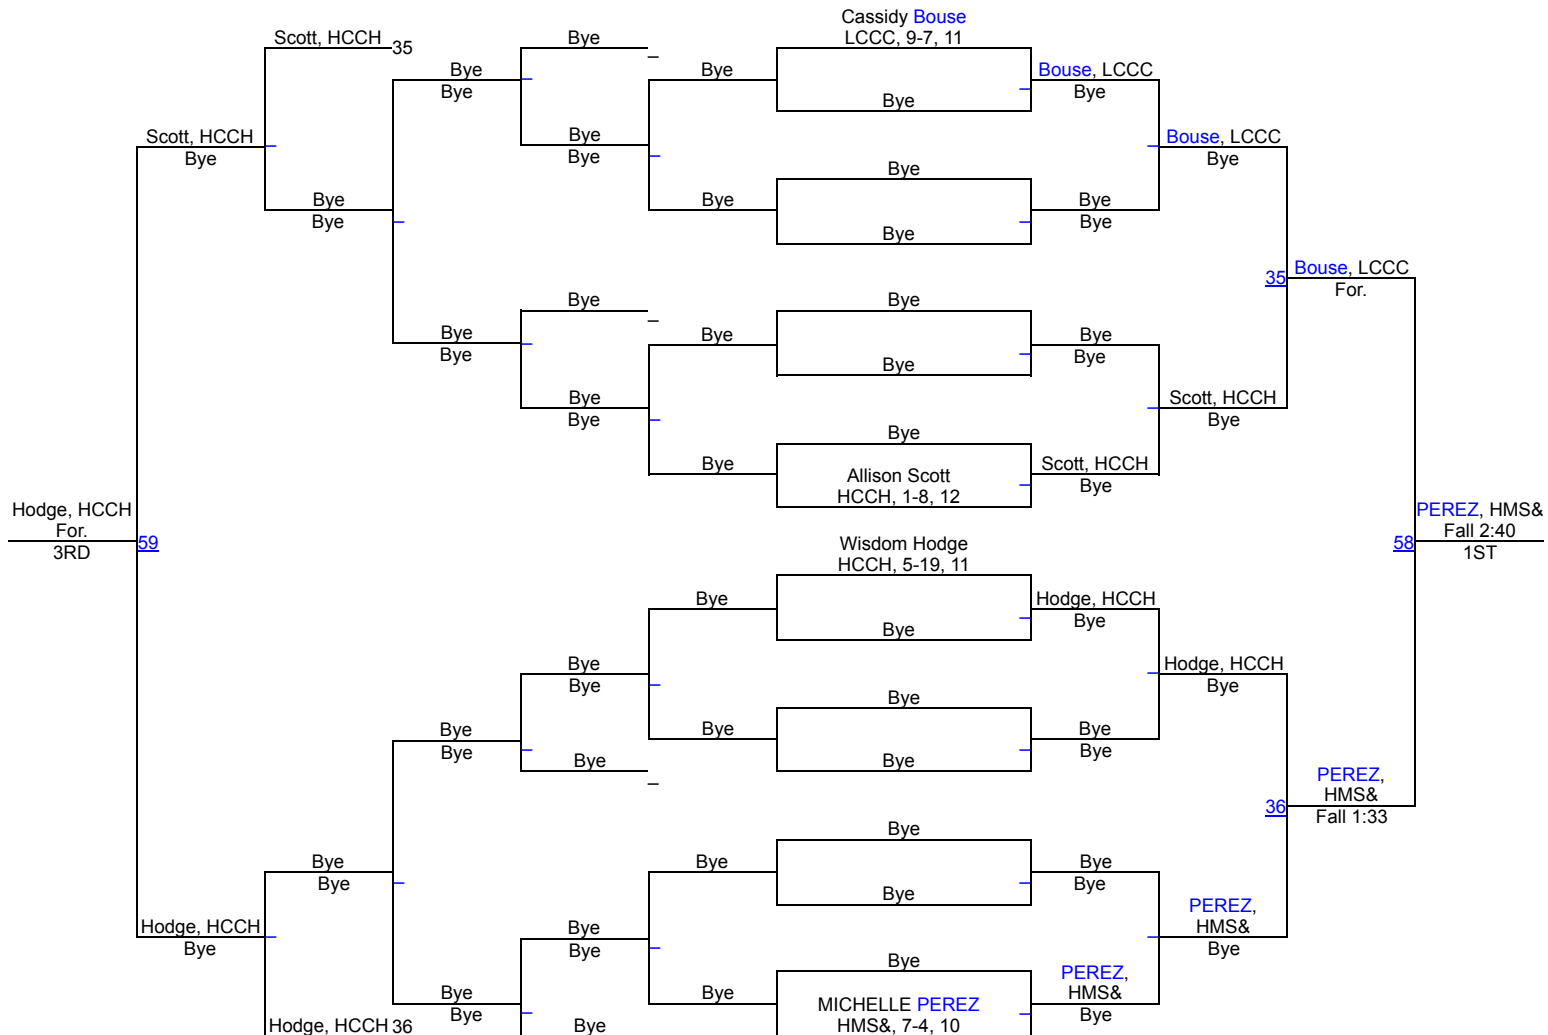 Cassidy Bouse
LCCC, 9-7, 11
Scott, HCCH 35
Bye
_
Bye
Bye
Bye
Bouse, LCCC
Bye
Bye
Bye
Bye
Scott, HCCH
Bye
Bouse, LCCC
Bye
Bye
Bye
Bye
Bye
Bye
Bye
Bye
Bye
35
Bouse, LCCC
For.
Bye
_
Bye
Bye
Bye
Bye
Bye
Bye
Bye
Bye
Scott, HCCH
Bye
Bye
Bye
Allison Scott
HCCH, 1-8, 12
Scott, HCCH
Bye
Hodge, HCCH
For.
3RD
59
58
PEREZ, HMS&
Fall 2:40
1ST
Wisdom Hodge
HCCH, 5-19, 11
Bye
Bye
Hodge, HCCH
Bye
Bye
Bye
Hodge, HCCH
Bye
Bye
Bye
Bye
Bye
Bye
Bye
Bye
Bye
_
36
PEREZ,
HMS&
Fall 1:33
Bye
Bye
Bye
Bye
Bye
Bye
Bye
Hodge, HCCH
Bye
Bye
Bye
PEREZ,
HMS&
Bye
Bye
Bye
Bye
Bye
MICHELLE PEREZ
HMS&, 7-4, 10
PEREZ,
HMS&
Bye
Hodge, HCCH 36
Bye